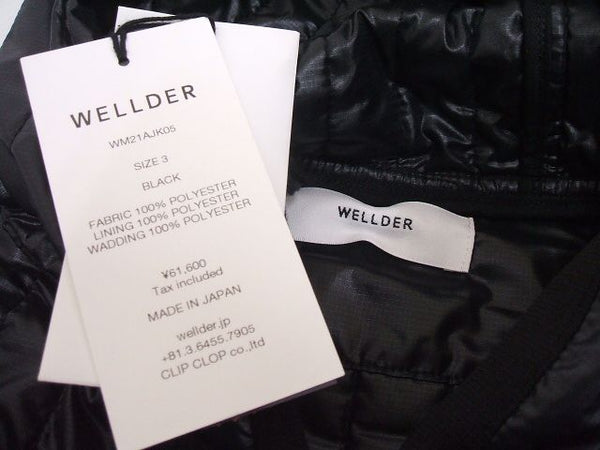 WELLDER
WM21AJK05
SIZE 3
BLACK
FABRIC 100% POLYESTER
LINING 100% POLYESTER
WADDING 100% POLYESTER
¥61,600
Tax included
MADE IN JAPAN
wellder.jp
+81.3.6455.7905
CLIP CLOP co.,ltd
WELLDER